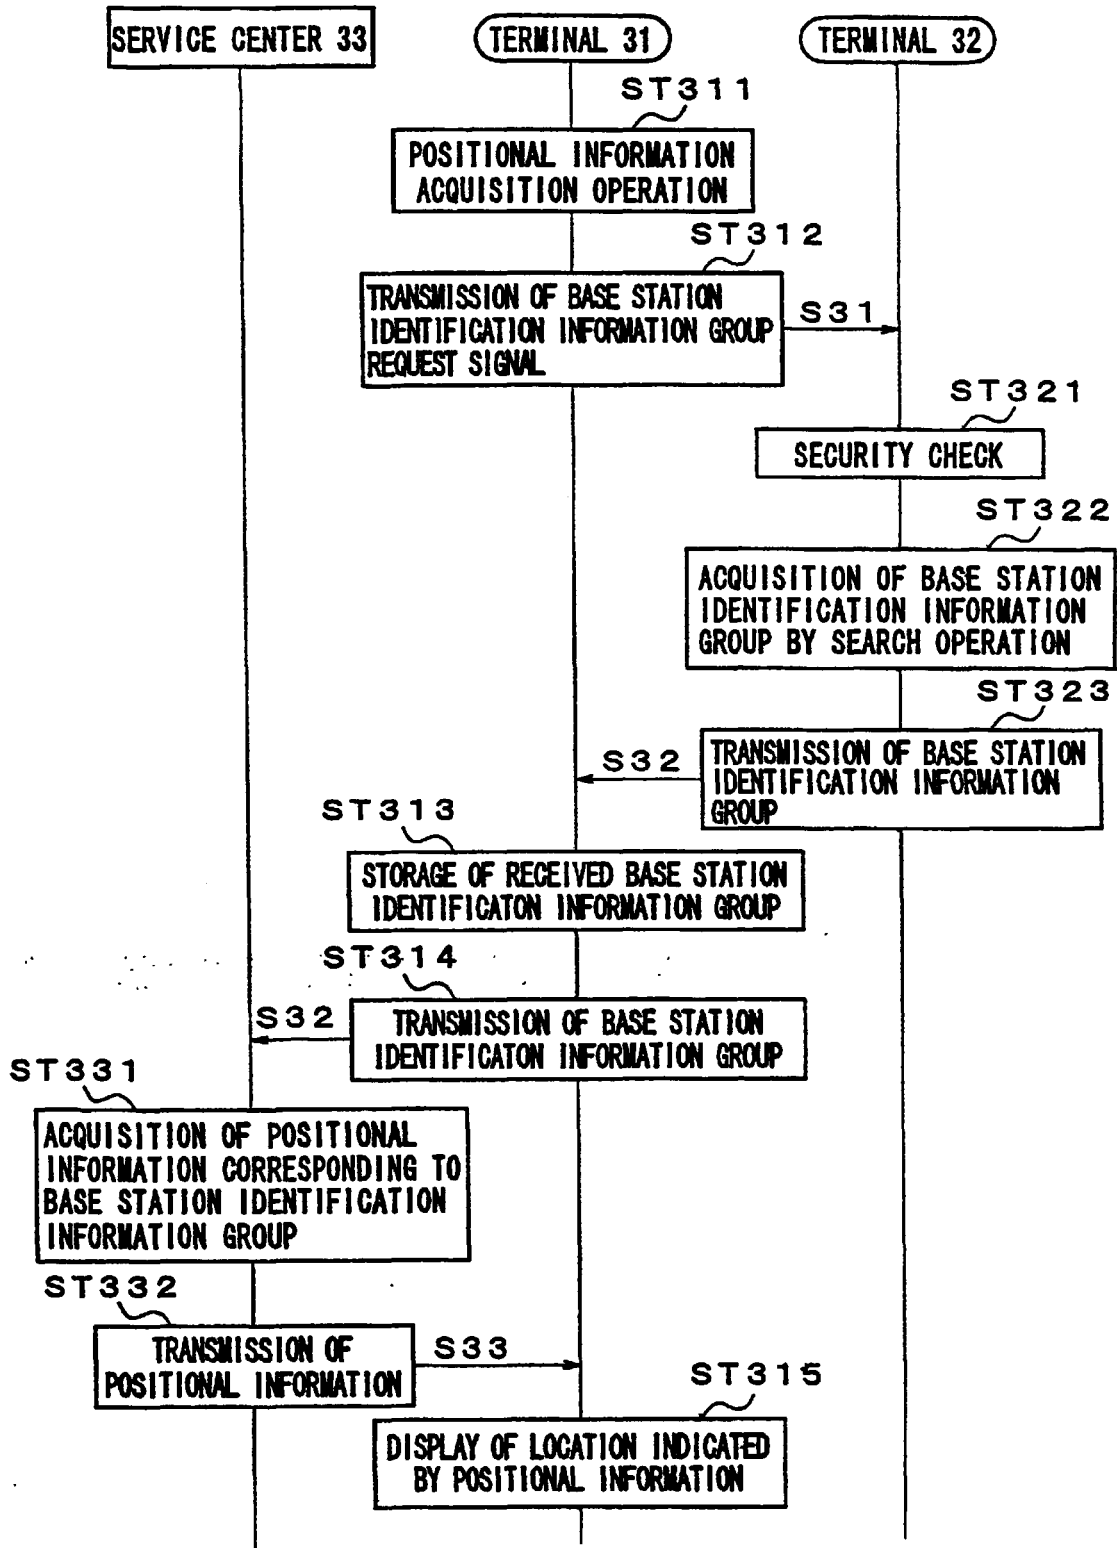 SERVICE CENTER 33
TERMINAL 31
TERMINAL 32
ST311
POSITIONAL INFORMATION
ACQUISITION OPERATION
ST312
TRANSMISSION OF BASE STATION
IDENTIFICATION INFORMATION GROUP
REQUEST SIGNAL
S31
ST321
SECURITY CHECK
ST322
ACQUISITION OF BASE STATION
IDENTIFICATION INFORMATION
GROUP BY SEARCH OPERATION
ST323
TRANSMISSION OF BASE STATION
IDENTIFICATION INFORMATION
GROUP
S32
ST313
STORAGE OF RECEIVED BASE STATION
IDENTIFICATON INFORMATION GROUP
ST314
TRANSMISSION OF BASE STATION
IDENTIFICATON INFORMATION GROUP
S32
ST331
ACQUISITION OF POSITIONAL
INFORMATION CORRESPONDING TO
BASE STATION IDENTIFICATION
INFORMATION GROUP
ST332
TRANSMISSION OF
POSITIONAL INFORMATION
S33
ST315
DISPLAY OF LOCATION INDICATED
BY POSITIONAL INFORMATION